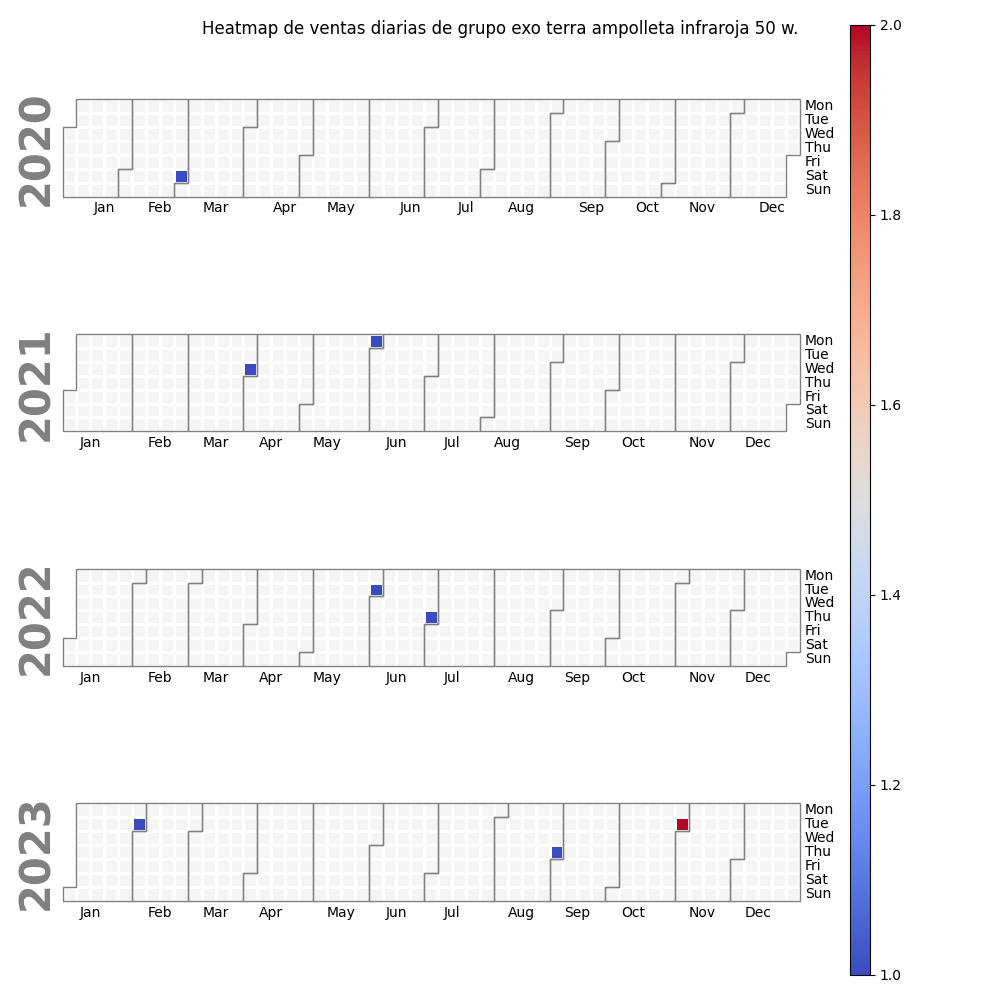 Heatmap de ventas diarias de grupo exo terra ampolleta infraroja 50 w.
2020
Mon
Tue
Wed
Thu
Fri
Sat
Sun
Jan Feb Mar Apr May Jun Jul Aug Sep Oct Nov Dec
2021
Mon
Tue
Wed
Thu
Fri
Sat
Sun
Jan Feb Mar Apr May Jun Jul Aug Sep Oct Nov Dec
2022
Mon
Tue
Wed
Thu
Fri
Sat
Sun
Jan Feb Mar Apr May Jun Jul Aug Sep Oct Nov Dec
2023
Mon
Tue
Wed
Thu
Fri
Sat
Sun
Jan Feb Mar Apr May Jun Jul Aug Sep Oct Nov Dec
2.0
1.8
1.6
1.4
1.2
1.0